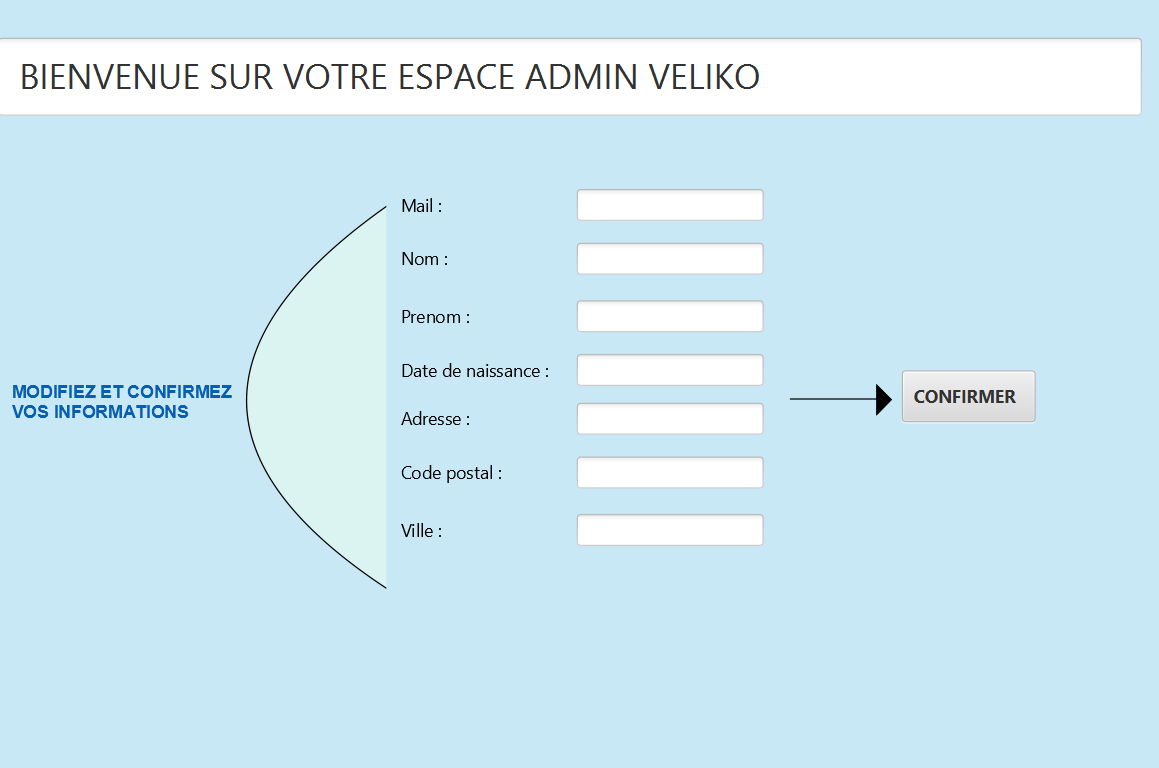 BIENVENUE SUR VOTRE ESPACE ADMIN VELIKO
Mail :
Nom :
Prenom :
Date de naissance :
MODIFIEZ ET CONFIRMEZ
VOS INFORMATIONS
CONFIRMER
Adresse :
Code postal :
Ville :